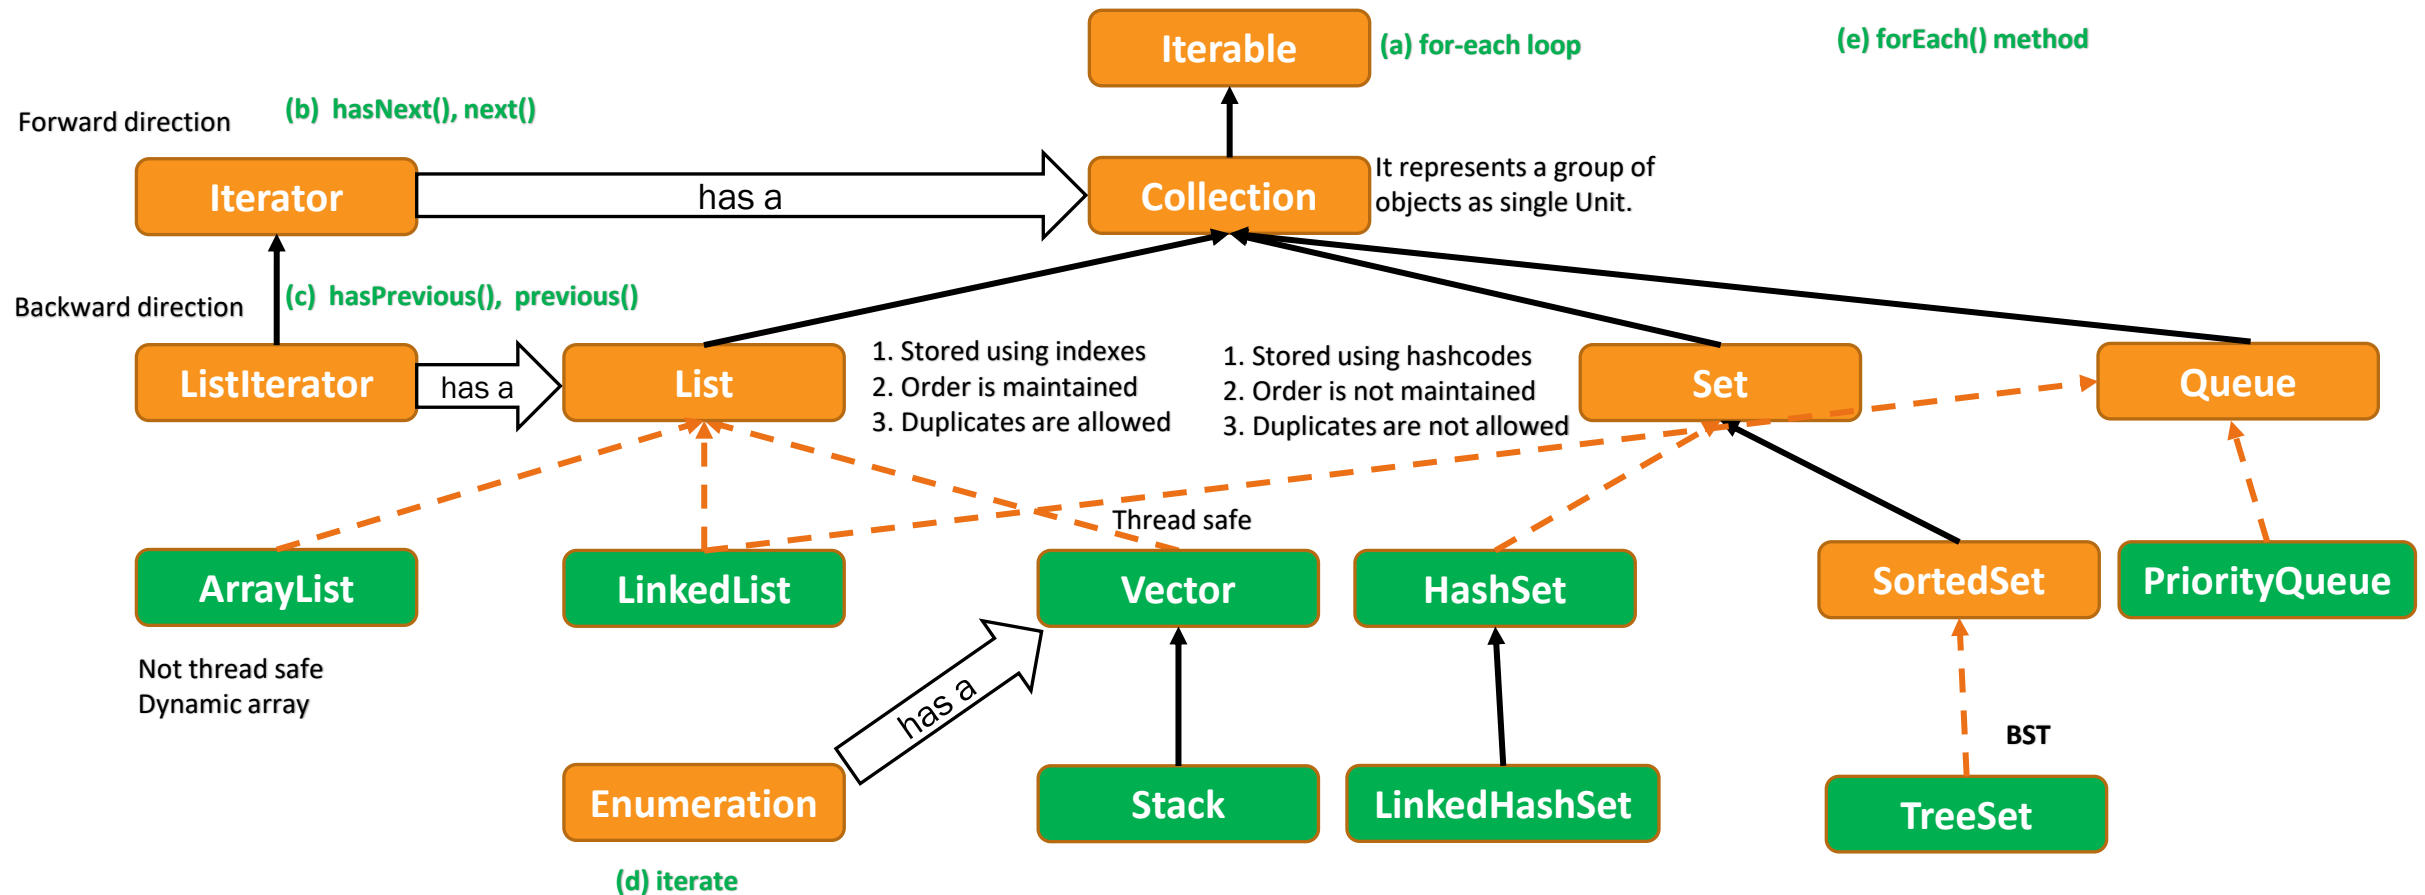 Iterable
(a) for-each loop
(e) forEach() method
(b) hasNext(), next()
Forward direction
Iterator
has a
Collection
It represents a group of
objects as single Unit.
Backward direction
(c) hasPrevious(), previous()
ListIterator
has a
List
1. Stored using indexes
2. Order is maintained
3. Duplicates are allowed
1. Stored using hashcodes
2. Order is not maintained
3. Duplicates are not allowed
Set
Queue
Thread safe
ArrayList
LinkedList
Vector
HashSet
SortedSet
PriorityQueue
Not thread safe
Dynamic array
has a
BST
Enumeration
Stack
LinkedHashSet
TreeSet
(d) iterate